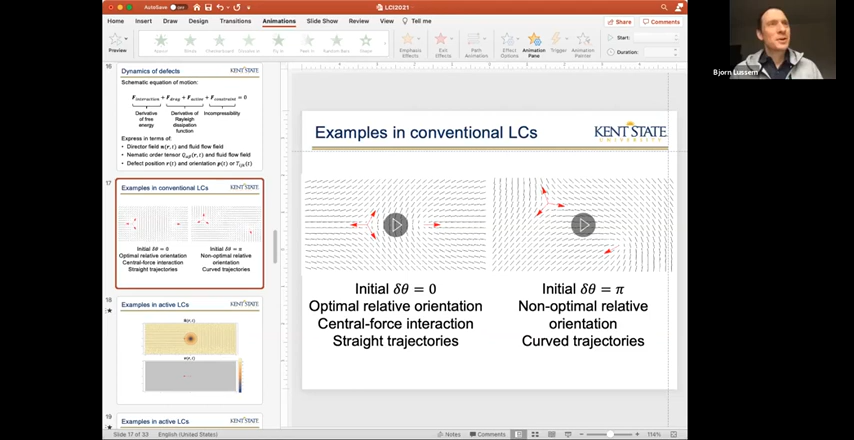 AutoSave OFF
LCI2021
Home
Insert
Draw
Design
Transitions
Animations
Slide Show
Review
View
Tell me
Share
Comments
Preview
Emphasis
Effects
Exit
Effects
Path
Animation
Effect
Options
Animation
Pane
Trigger
Animation
Painter
Start:
Duration:
Bjorn Lussem
16
Dynamics of defects
KENT STATE
Schematic equation of motion:
F_interaction + F_drag + F_active + F_constraint = 0
Derivative
of free
energy
Derivative of
Rayleigh
dissipation
function
Incompressibility
Express in terms of:
• Director field n(r, t) and fluid flow field
• Nematic order tensor Qαβ(r, t) and fluid flow field
17
Examples in conventional LCs
KENT STATE
Initial δθ = 0
Optimal relative orientation
Central-force interaction
Straight trajectories
Initial δθ = π
Non-optimal relative
orientation
Curved trajectories
18
Examples in active LCs
KENT STATE
19
Examples in active LCs
KENT STATE
Examples in conventional LCs
KENT STATE
UNIVERSITY
Initial δθ = 0
Optimal relative orientation
Central-force interaction
Straight trajectories
Initial δθ = π
Non-optimal relative
orientation
Curved trajectories
Slide 17 of 33
English (United States)
Notes
Comments
114%